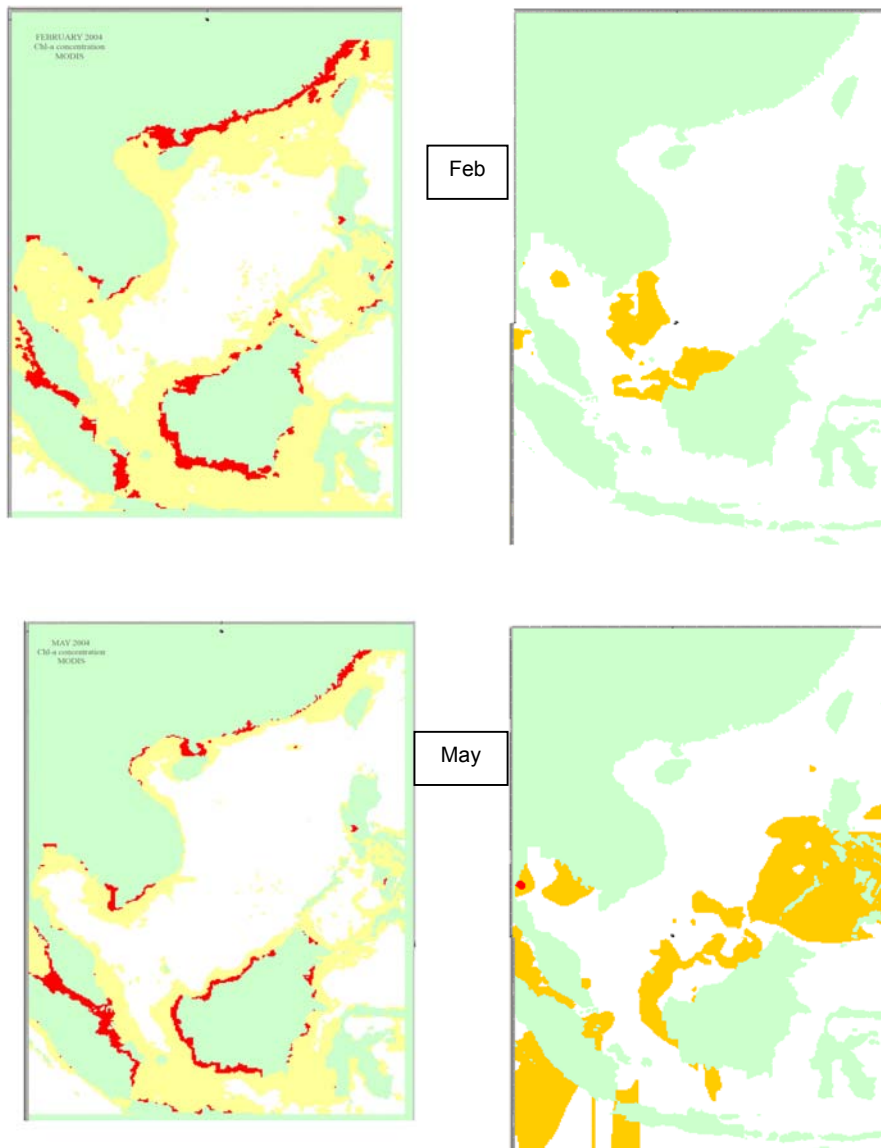 FEBRUARY 2004
Chl-a concentration
MODIS
Feb
MAY 2004
Chl-a concentration
MODIS
May